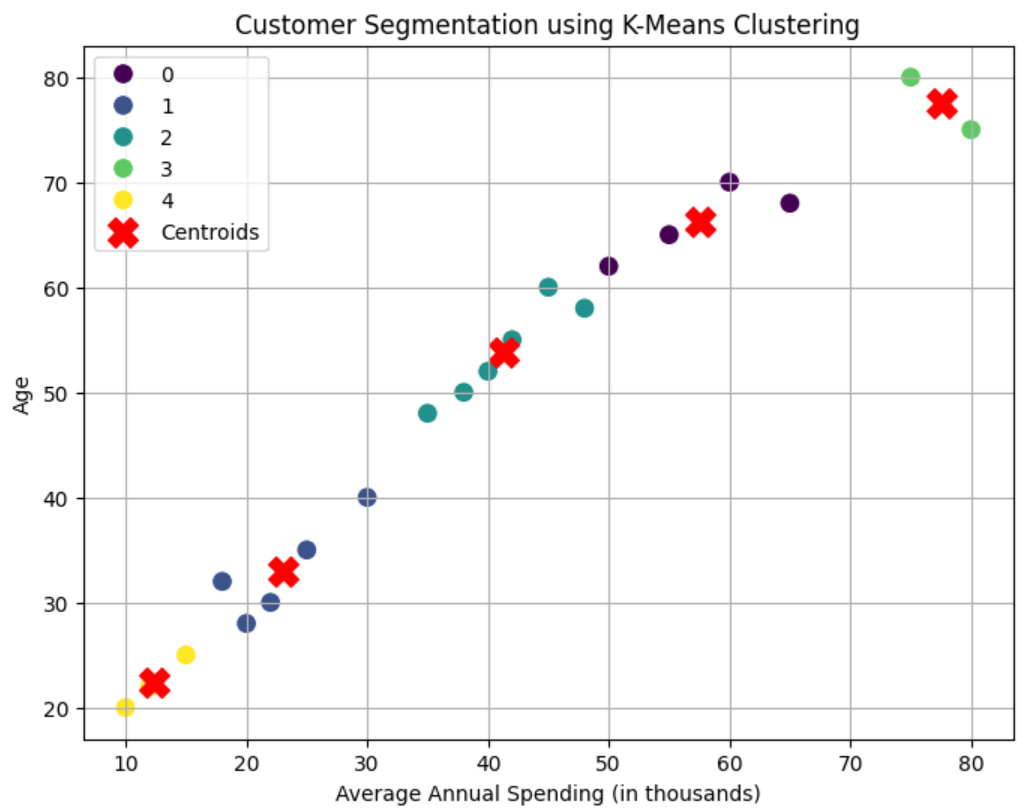 Customer Segmentation using K-Means Clustering
0
1
2
3
4
Centroids
80
70
60
50
40
30
20
Age
10 20 30 40 50 60 70 80
Average Annual Spending (in thousands)